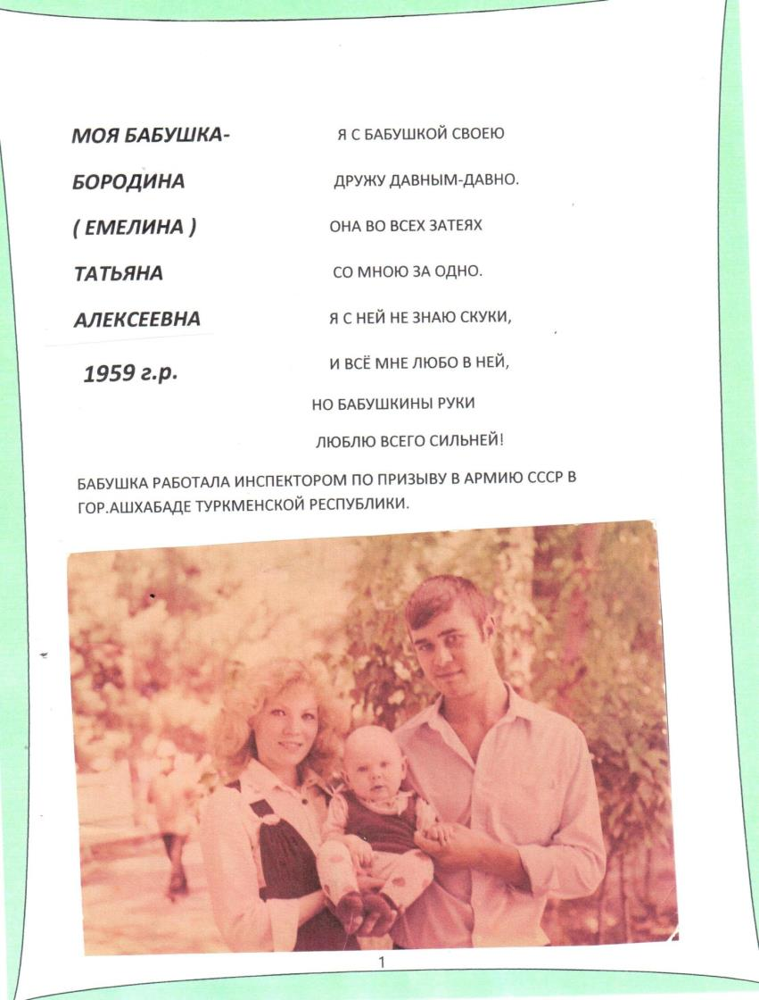 МОЯ БАБУШКА-
БОРОДИНА
( ЕМЕЛИНА )
ТАТЬЯНА
АЛЕКСЕЕВНА
1959 г.р.
Я С БАБУШКОЙ СВОЕЮ
ДРУЖУ ДАВНЫМ-ДАВНО.
ОНА ВО ВСЕХ ЗАТЕЯХ
СО МНОЮ ЗА ОДНО.
Я С НЕЙ НЕ ЗНАЮ СКУКИ,
И ВСЁ МНЕ ЛЮБО В НЕЙ,
НО БАБУШКИНЫ РУКИ
ЛЮБЛЮ ВСЕГО СИЛЬНЕЙ!
БАБУШКА РАБОТАЛА ИНСПЕКТОРОМ ПО ПРИЗЫВУ В АРМИЮ СССР В
ГОР.АШХАБАДЕ ТУРКМЕНСКОЙ РЕСПУБЛИКИ.
1